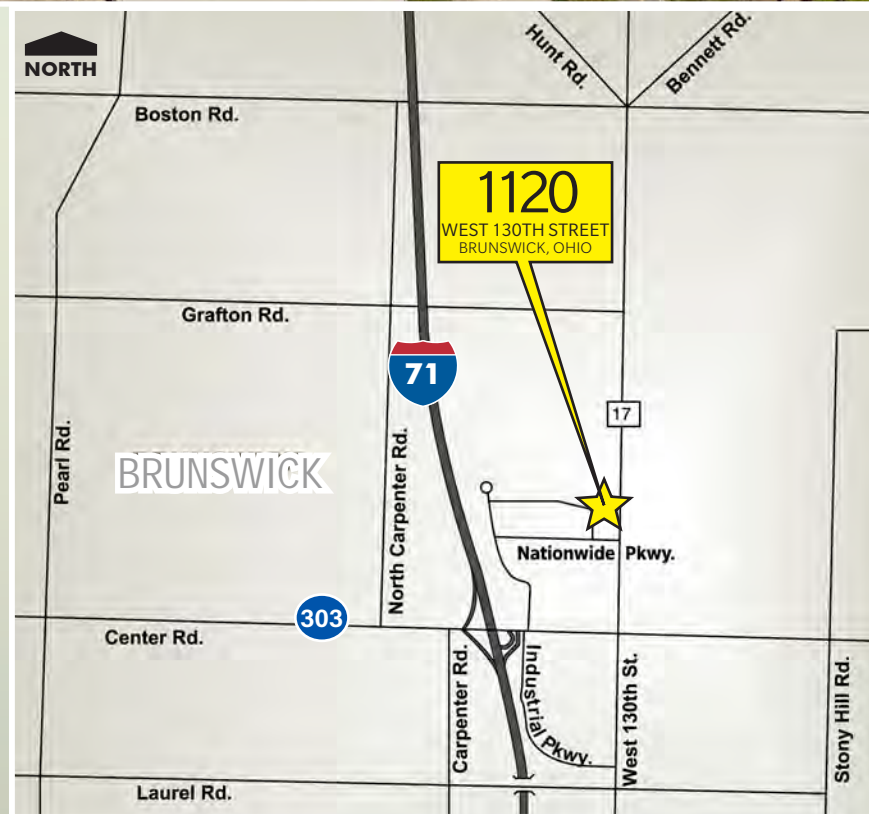 NORTH
Hunt Rd.
Bennett Rd.
Boston Rd.
1120
WEST 130TH STREET
BRUNSWICK, OHIO
Grafton Rd.
71
17
Pearl Rd.
BRUNSWICK
North Carpenter Rd.
Nationwide Pkwy.
303
Center Rd.
Carpenter Rd.
Industrial Pkwy.
West 130th St.
Stony Hill Rd.
Laurel Rd.